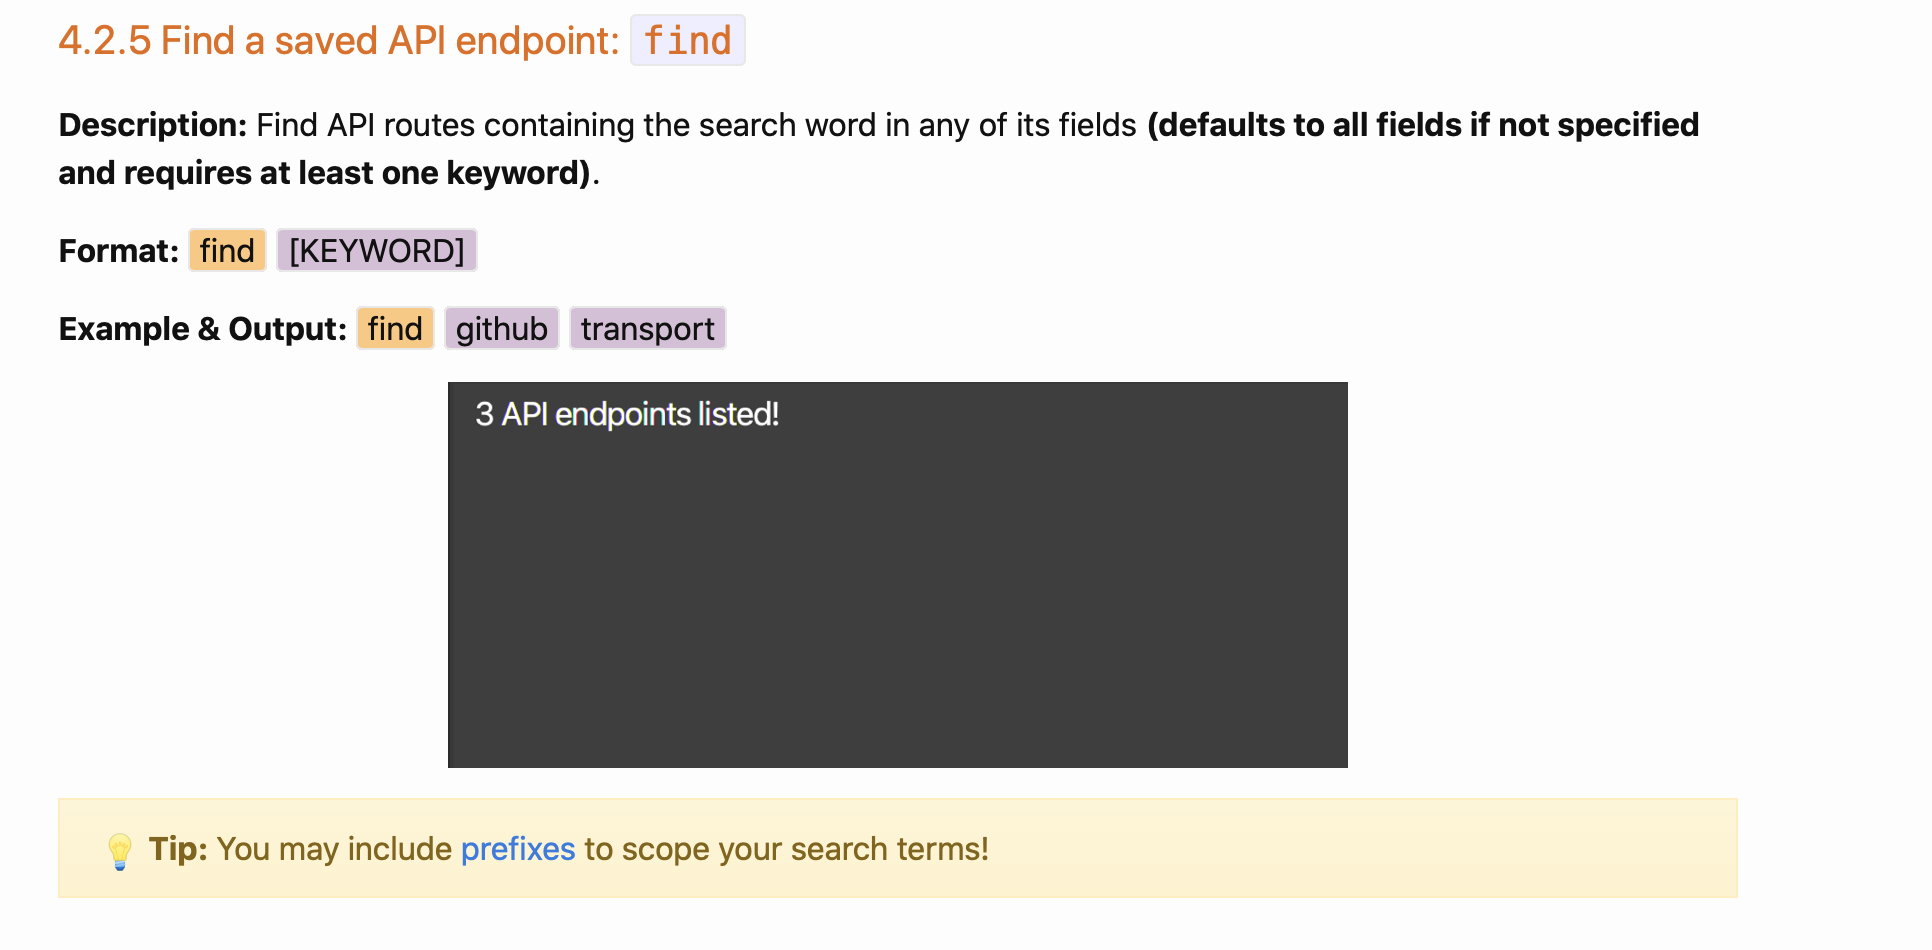 4.2.5 Find a saved API endpoint: find
Description: Find API routes containing the search word in any of its fields (defaults to all fields if not specified
and requires at least one keyword).
Format: find [KEYWORD]
Example & Output: find github transport
3 API endpoints listed!
💡 Tip: You may include prefixes to scope your search terms!